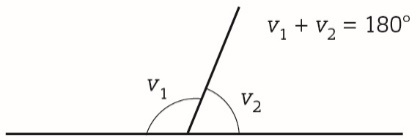 v₁ + v₂ = 180°
v₁
v₂